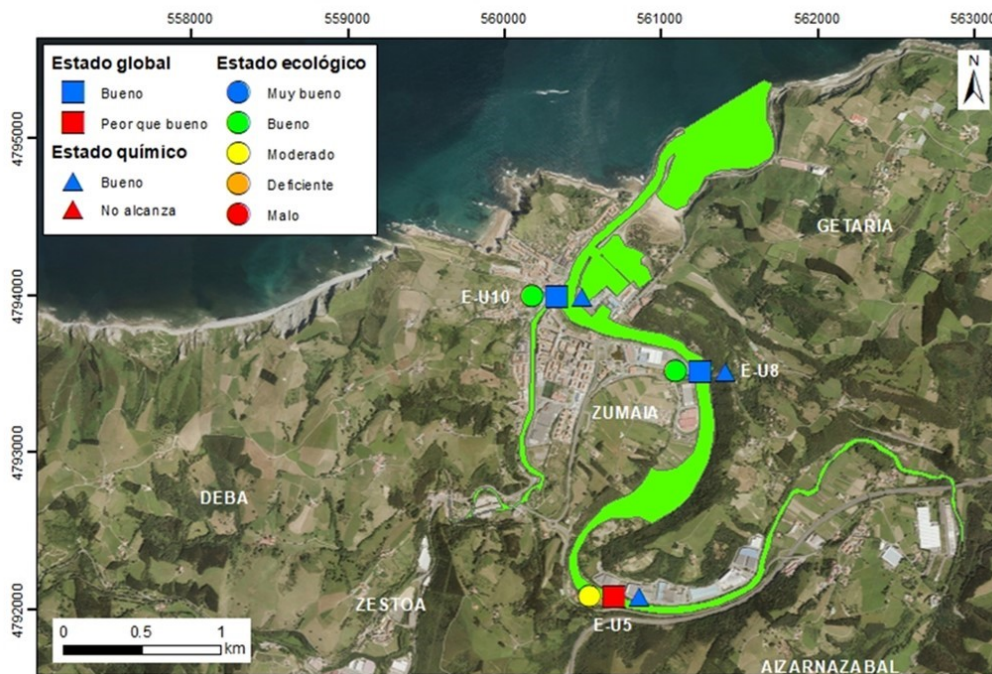 558000 559000 560000 561000 562000 563000
N
Estado global
Bueno
Peor que bueno
Estado químico
Bueno
No alcanza
Estado ecológico
Muy bueno
Bueno
Moderado
Deficiente
Malo
4795000
4794000
4793000
4792000
GETARIA
E-U10
E-U8
ZUMAIA
DEBA
ZESTOA
E-U5
AIZARNAZABAL
0 0.5 1
km